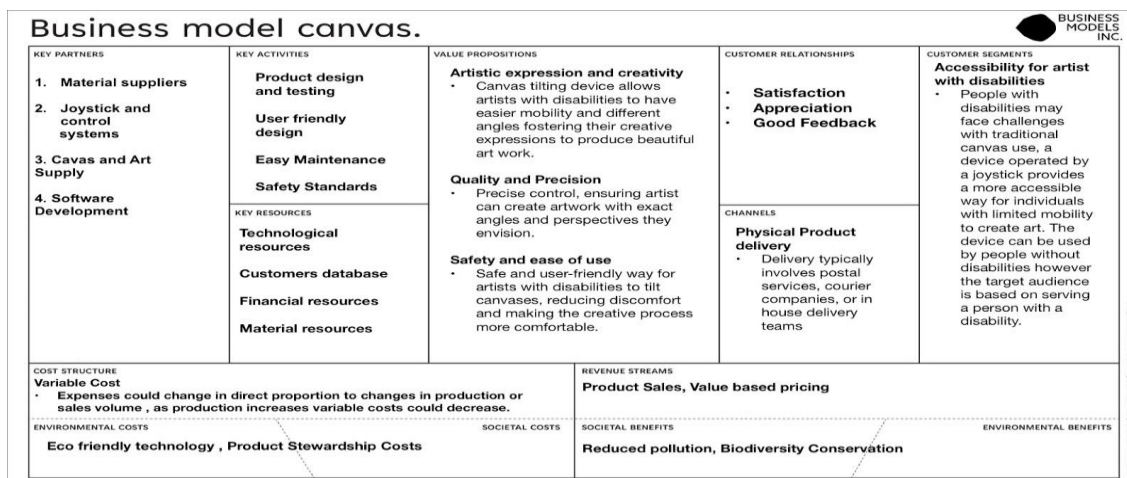 Business model canvas.
BUSINESS
MODELS
INC.
KEY PARTNERS
1. Material suppliers
2. Joystick and
control
systems
3. Cavas and Art
Supply
4. Software
Development
KEY ACTIVITIES
Product design
and testing
User friendly
design
Easy Maintenance
Safety Standards
KEY RESOURCES
Technological
resources
Customers database
Financial resources
Material resources
VALUE PROPOSITIONS
Artistic expression and creativity
• Canvas tilting device allows
artists with disabilities to have
easier mobility and different
angles fostering their creative
expressions to produce beautiful
art work.
Quality and Precision
• Precise control, ensuring artist
can create artwork with exact
angles and perspectives they
envision.
Safety and ease of use
• Safe and user-friendly way for
artists with disabilities to tilt
canvases, reducing discomfort
and making the creative process
more comfortable.
CUSTOMER RELATIONSHIPS
• Satisfaction
• Appreciation
• Good Feedback
CHANNELS
Physical Product
delivery
• Delivery typically
involves postal
services, courier
companies, or in
house delivery
teams
CUSTOMER SEGMENTS
Accessibility for artist
with disabilities
• People with
disabilities may
face challenges
with traditional
canvas use, a
device operated by
a joystick provides
a more accessible
way for individuals
with limited mobility
to create art. The
device can be used
by people without
disabilities however
the target audience
is based on serving
a person with a
disability.
COST STRUCTURE
Variable Cost
• Expenses could change in direct proportion to changes in production or
sales volume , as production increases variable costs could decrease.
REVENUE STREAMS
Product Sales, Value based pricing
ENVIRONMENTAL COSTS
SOCIETAL COSTS
Eco friendly technology , Product Stewardship Costs
SOCIETAL BENEFITS
ENVIRONMENTAL BENEFITS
Reduced pollution, Biodiversity Conservation